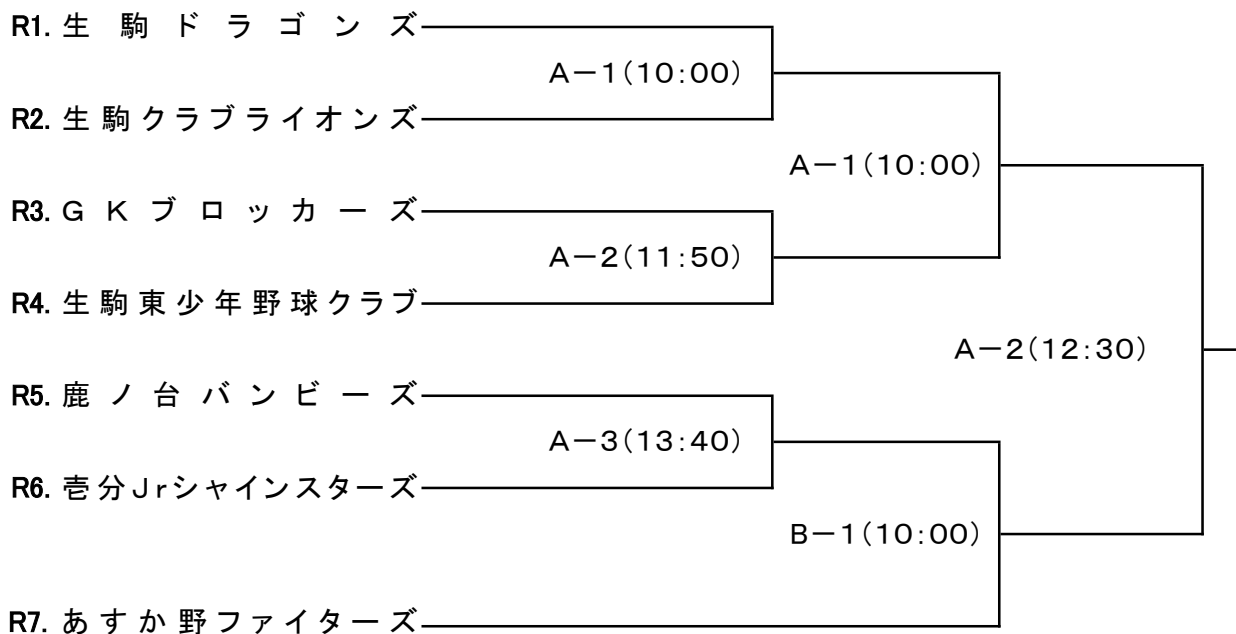 R1. 生駒ドラゴンズ
A−1(10:00)
R2. 生駒クラブライオンズ
A−1(10:00)
R3. GKブロッカーズ
A−2(11:50)
R4. 生駒東少年野球クラブ
A−2(12:30)
R5. 鹿ノ台バンビーズ
A−3(13:40)
R6. 壱分Jrシャインスターズ
B−1(10:00)
R7. あすか野ファイターズ